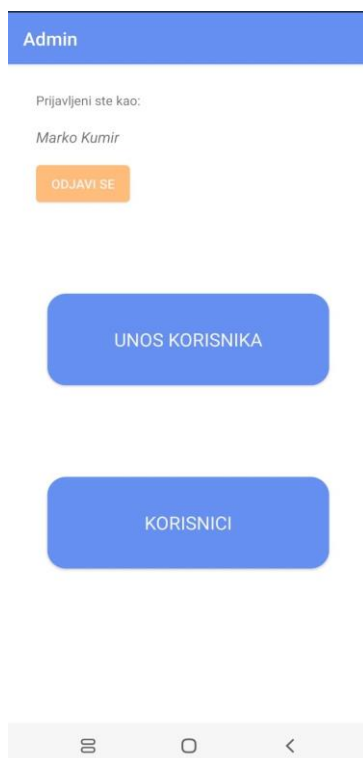 Admin
Prijavljeni ste kao:
Marko Kumir
ODJAVI SE
UNOS KORISNIKA
KORISNICI